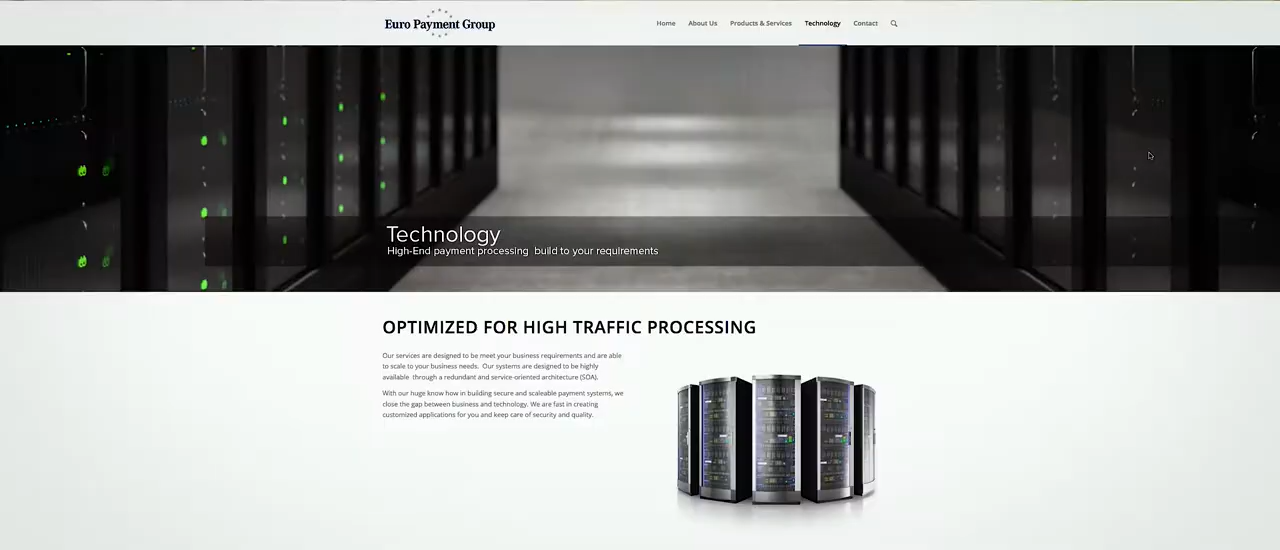 Euro Payment Group
Home About Us Products & Services Technology Contact
Technology
High-End payment processing build to your requirements
OPTIMIZED FOR HIGH TRAFFIC PROCESSING
Our services are designed to be meet your business requirements and are able
to scale to your business needs. Our systems are designed to be highly
available through a redundant and service-oriented architecture (SOA).
With our huge know how in building secure and scaleable payment systems, we
close the gap between business and technology. We are fast in creating
customized applications for you and keep care of security and quality.